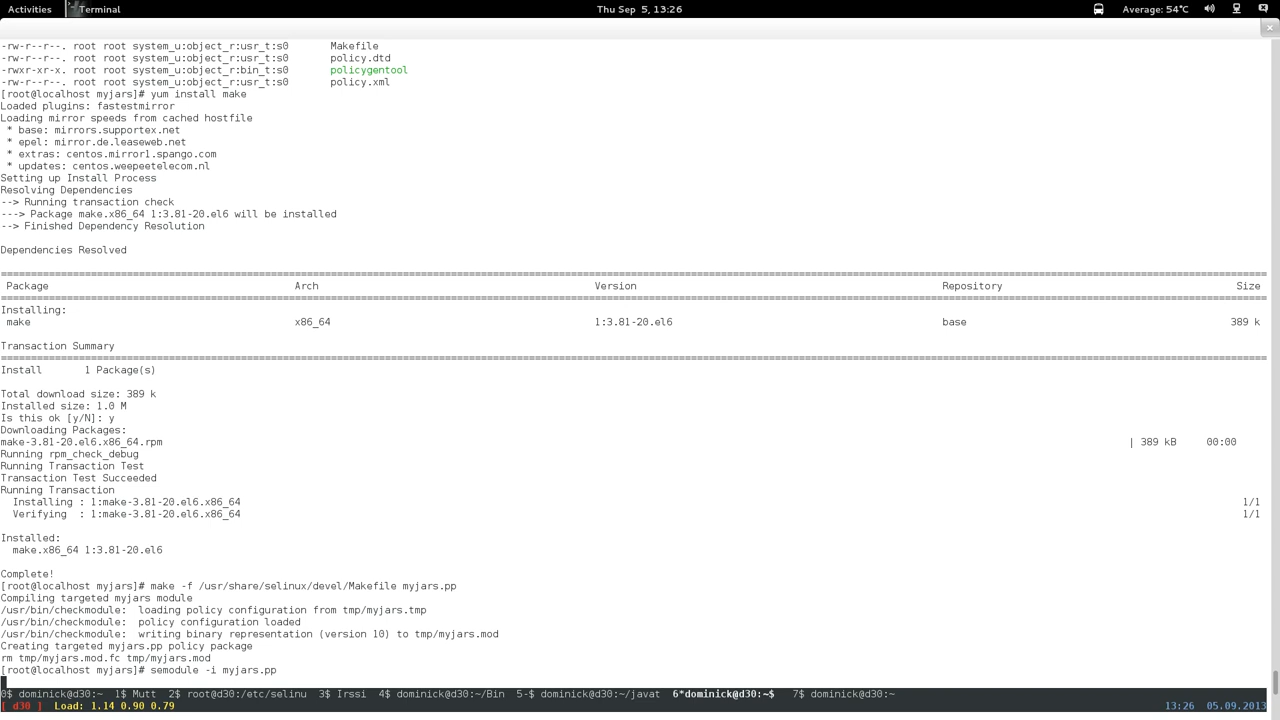 Activities Terminal Thu Sep 5, 13:26 Average: 54°C
-rw-r--r--. root root system_u:object_r:usr_t:s0 Makefile
-rw-r--r--. root root system_u:object_r:usr_t:s0 policy.dtd
-rwxr-xr-x. root root system_u:object_r:bin_t:s0 policygentool
-rw-r--r--. root root system_u:object_r:usr_t:s0 policy.xml
[root@localhost myjars]# yum install make
Loaded plugins: fastestmirror
Loading mirror speeds from cached hostfile
* base: mirrors.supportex.net
* epel: mirror.de.leaseweb.net
* extras: centos.mirror1.spango.com
* updates: centos.weepeetelecom.nl
Setting up Install Process
Resolving Dependencies
--> Running transaction check
---> Package make.x86_64 1:3.81-20.el6 will be installed
--> Finished Dependency Resolution
Dependencies Resolved
Package Arch Version Repository Size
Installing:
make x86_64 1:3.81-20.el6 base 389 k
Transaction Summary
Install 1 Package(s)
Total download size: 389 k
Installed size: 1.0 M
Is this ok [y/N]: y
Downloading Packages:
make-3.81-20.el6.x86_64.rpm | 389 kB 00:00
Running rpm_check_debug
Running Transaction Test
Transaction Test Succeeded
Running Transaction
Installing : 1:make-3.81-20.el6.x86_64 1/1
Verifying : 1:make-3.81-20.el6.x86_64 1/1
Installed:
make.x86_64 1:3.81-20.el6
Complete!
[root@localhost myjars]# make -f /usr/share/selinux/devel/Makefile myjars.pp
Compiling targeted myjars module
/usr/bin/checkmodule: loading policy configuration from tmp/myjars.tmp
/usr/bin/checkmodule: policy configuration loaded
/usr/bin/checkmodule: writing binary representation (version 10) to tmp/myjars.mod
Creating targeted myjars.pp policy package
rm tmp/myjars.mod.fc tmp/myjars.mod
[root@localhost myjars]# semodule -i myjars.pp
0$ dominick@d30:~ 1$ Mutt 2$ root@d30:/etc/selinu 3$ Irssi 4$ dominick@d30:~/Bin 5-$ dominick@d30:~/javat 6*dominick@d30:~$ 7$ dominick@d30:~
[ d30 ] Load: 1.14 0.90 0.79 13:26 05.09.2013